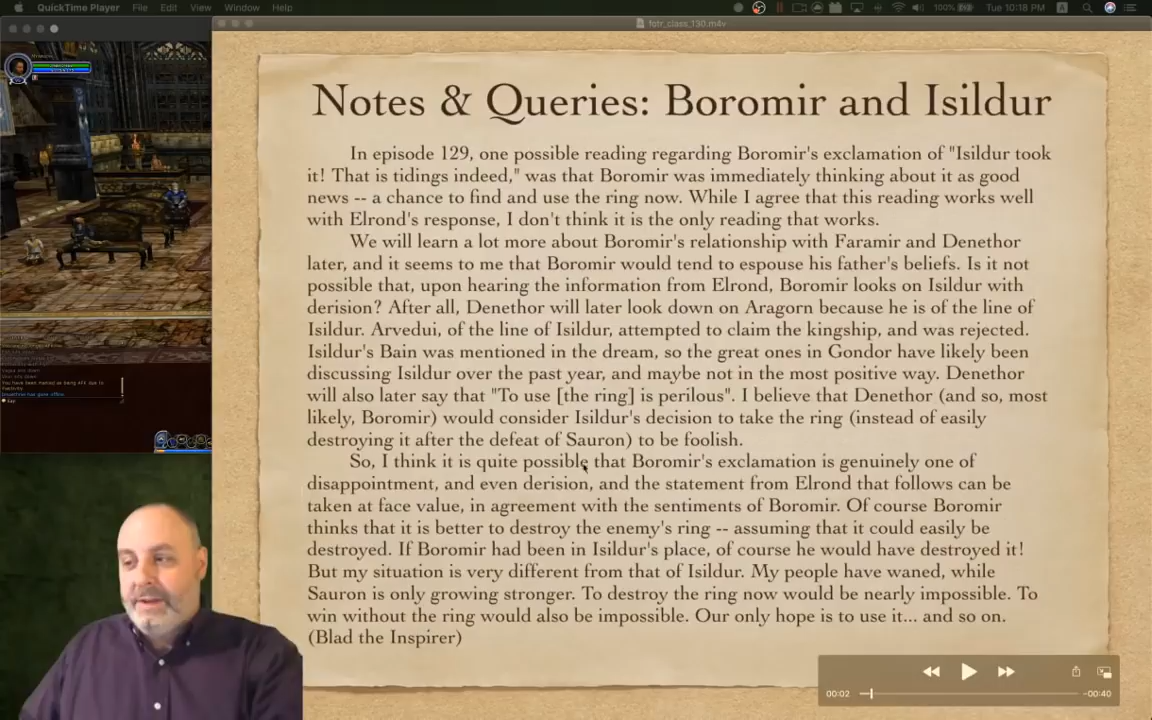 QuickTime Player File Edit View Window Help
100% Tue 10:18 PM
fotr_class_130.m4v
Notes & Queries: Boromir and Isildur
In episode 129, one possible reading regarding Boromir's exclamation of "Isildur took
it! That is tidings indeed," was that Boromir was immediately thinking about it as good
news -- a chance to find and use the ring now. While I agree that this reading works well
with Elrond's response, I don't think it is the only reading that works.
We will learn a lot more about Boromir's relationship with Faramir and Denethor
later, and it seems to me that Boromir would tend to espouse his father's beliefs. Is it not
possible that, upon hearing the information from Elrond, Boromir looks on Isildur with
derision? After all, Denethor will later look down on Aragorn because he is of the line of
Isildur. Arvedui, of the line of Isildur, attempted to claim the kingship, and was rejected.
Isildur's Bain was mentioned in the dream, so the great ones in Gondor have likely been
discussing Isildur over the past year, and maybe not in the most positive way. Denethor
will also later say that "To use [the ring] is perilous". I believe that Denethor (and so, most
likely, Boromir) would consider Isildur's decision to take the ring (instead of easily
destroying it after the defeat of Sauron) to be foolish.
So, I think it is quite possible that Boromir's exclamation is genuinely one of
disappointment, and even derision, and the statement from Elrond that follows can be
taken at face value, in agreement with the sentiments of Boromir. Of course Boromir
thinks that it is better to destroy the enemy's ring -- assuming that it could easily be
destroyed. If Boromir had been in Isildur's place, of course he would have destroyed it!
But my situation is very different from that of Isildur. My people have waned, while
Sauron is only growing stronger. To destroy the ring now would be nearly impossible. To
win without the ring would also be impossible. Our only hope is to use it... and so on.
(Blad the Inspirer)
00:02
-00:40